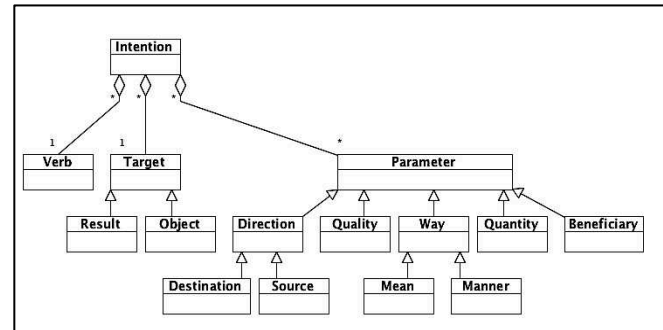 Intention
* * *
1 1 *
Verb Target Parameter
Result Object Direction Quality Way Quantity Beneficiary
Destination Source Mean Manner